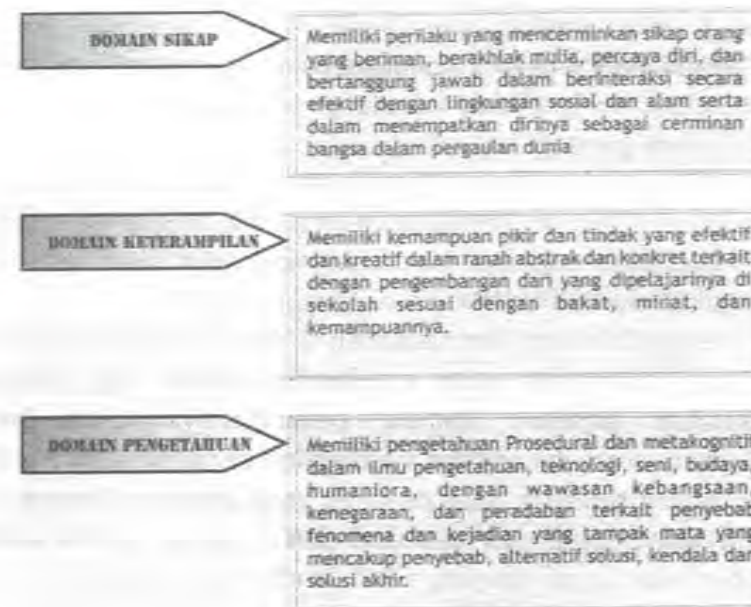 DOMAIN SIKAP
Memiliki perilaku yang mencerminkan sikap orang
yang beriman, berakhlak mulia, percaya diri, dan
bertanggung jawab dalam berinteraksi secara
efektif dengan lingkungan sosial dan alam serta
dalam menempatkan dirinya sebagai cerminan
bangsa dalam pergaulan dunia
DOMAIN KETERAMPILAN
Memiliki kemampuan pikir dan tindak yang efektif
dan kreatif dalam ranah abstrak dan konkret terkait
dengan pengembangan dari yang dipelajarinya di
sekolah sesuai dengan bakat, minat, dan
kemampuannya.
DOMAIN PENGETAHUAN
Memiliki pengetahuan Prosedural dan metakognitif
dalam ilmu pengetahuan, teknologi, seni, budaya,
humaniora, dengan wawasan kebangsaan,
kenegaraan, dan peradaban terkait penyebab
fenomena dan kejadian yang tampak mata yang
mencakup penyebab, alternatif solusi, kendala dan
solusi akhir.